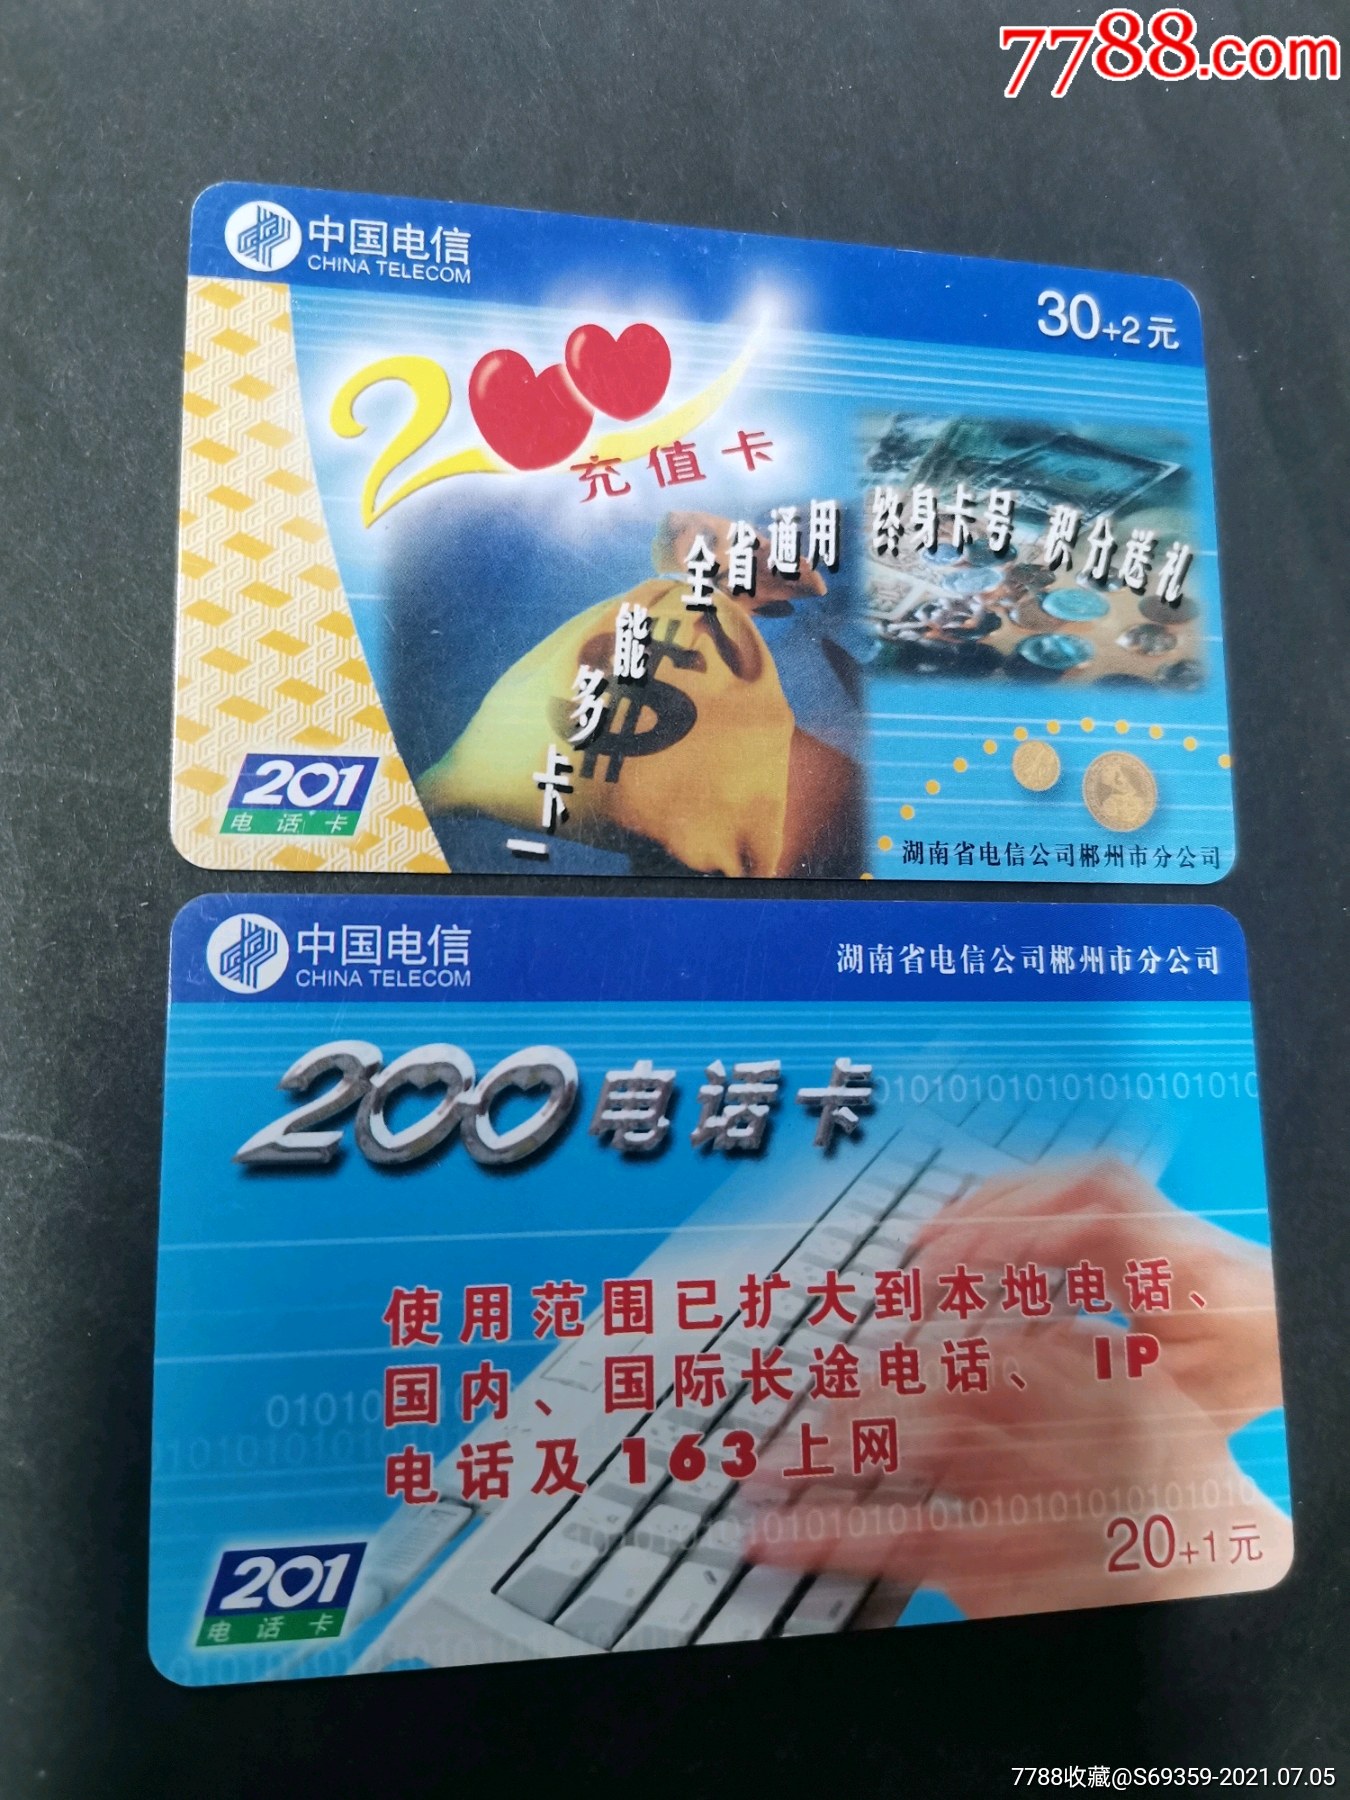 7788.com
中国电信
CHINA TELECOM
30+2元
200
充值卡
一卡多能 全省通用 终身卡号 积分送礼
$
201
电话卡
湖南省电信公司郴州市分公司
中国电信
CHINA TELECOM
湖南省电信公司郴州市分公司
200电话卡
使用范围已扩大到本地电话、
国内、国际长途电话、IP
电话及163上网
20+1元
201
电话卡
7788收藏@S69359-2021.07.05